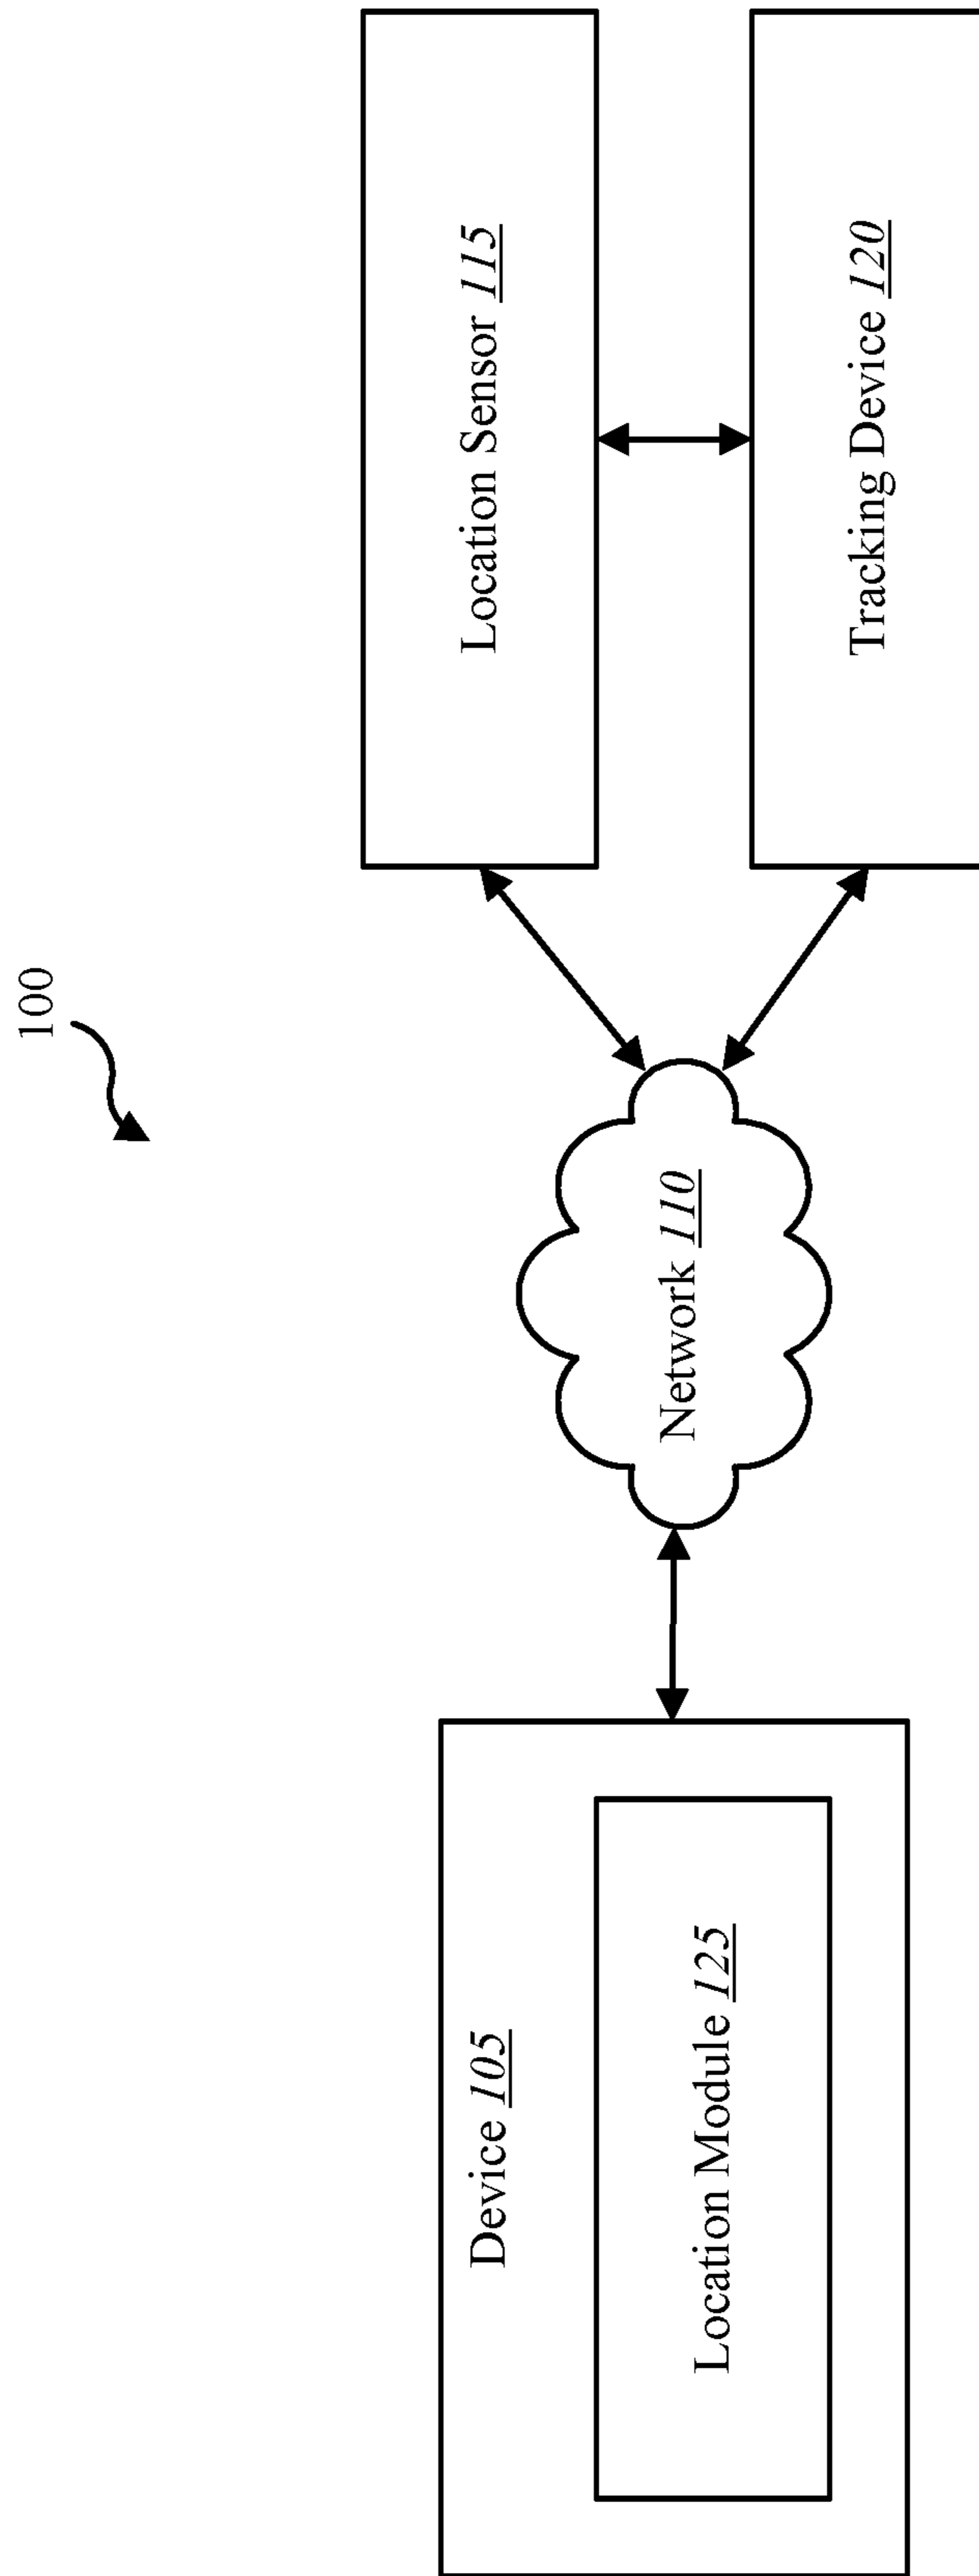 100
Device 105
Location Module 125
Network 110
Location Sensor 115
Tracking Device 120